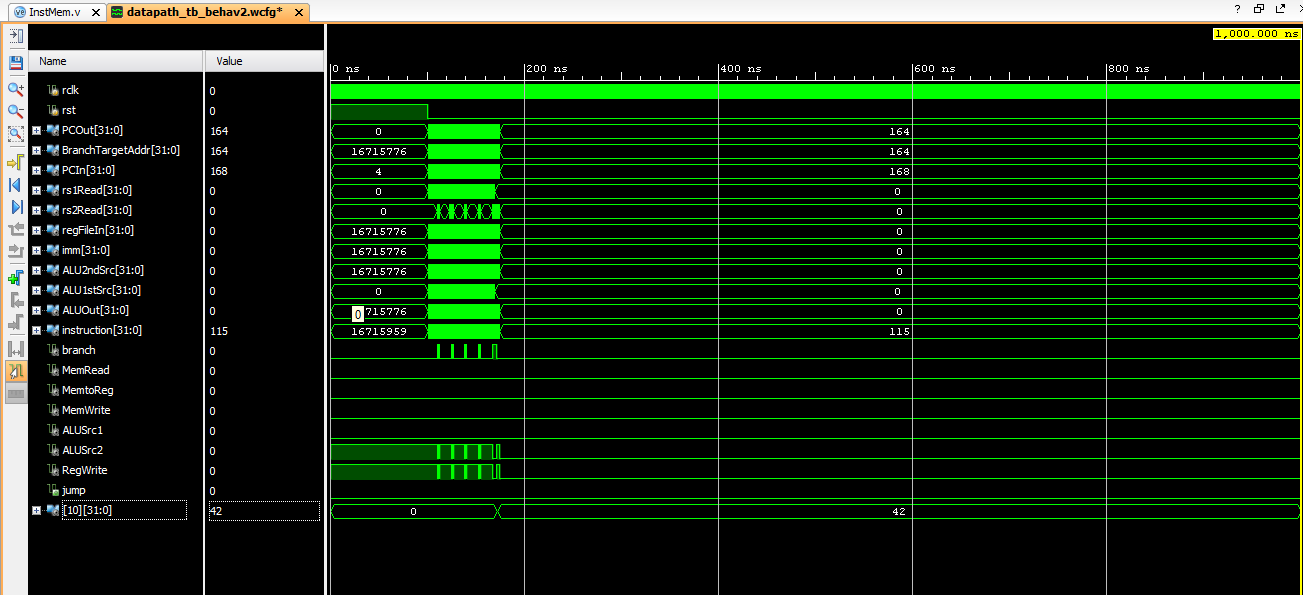 InstMem.v datapath_tb_behav2.wcfg*
1,000.000 ns
Name Value
0 ns 200 ns 400 ns 600 ns 800 ns
rclk 0
rst 0
PCOut[31:0] 164 0 164
BranchTargetAddr[31:0] 164 16715776 164
PCIn[31:0] 168 4 168
rs1Read[31:0] 0 0 0
rs2Read[31:0] 0 0 0
regFileIn[31:0] 0 16715776 0
imm[31:0] 0 16715776 0
ALU2ndSrc[31:0] 0 16715776 0
ALU1stSrc[31:0] 0 0 0
ALUOut[31:0] 0 0 715776 0
instruction[31:0] 115 16715959 115
branch 0
MemRead 0
MemtoReg 0
MemWrite 0
ALUSrc1 0
ALUSrc2 0
RegWrite 0
jump 0
[10][31:0] 42 0 42